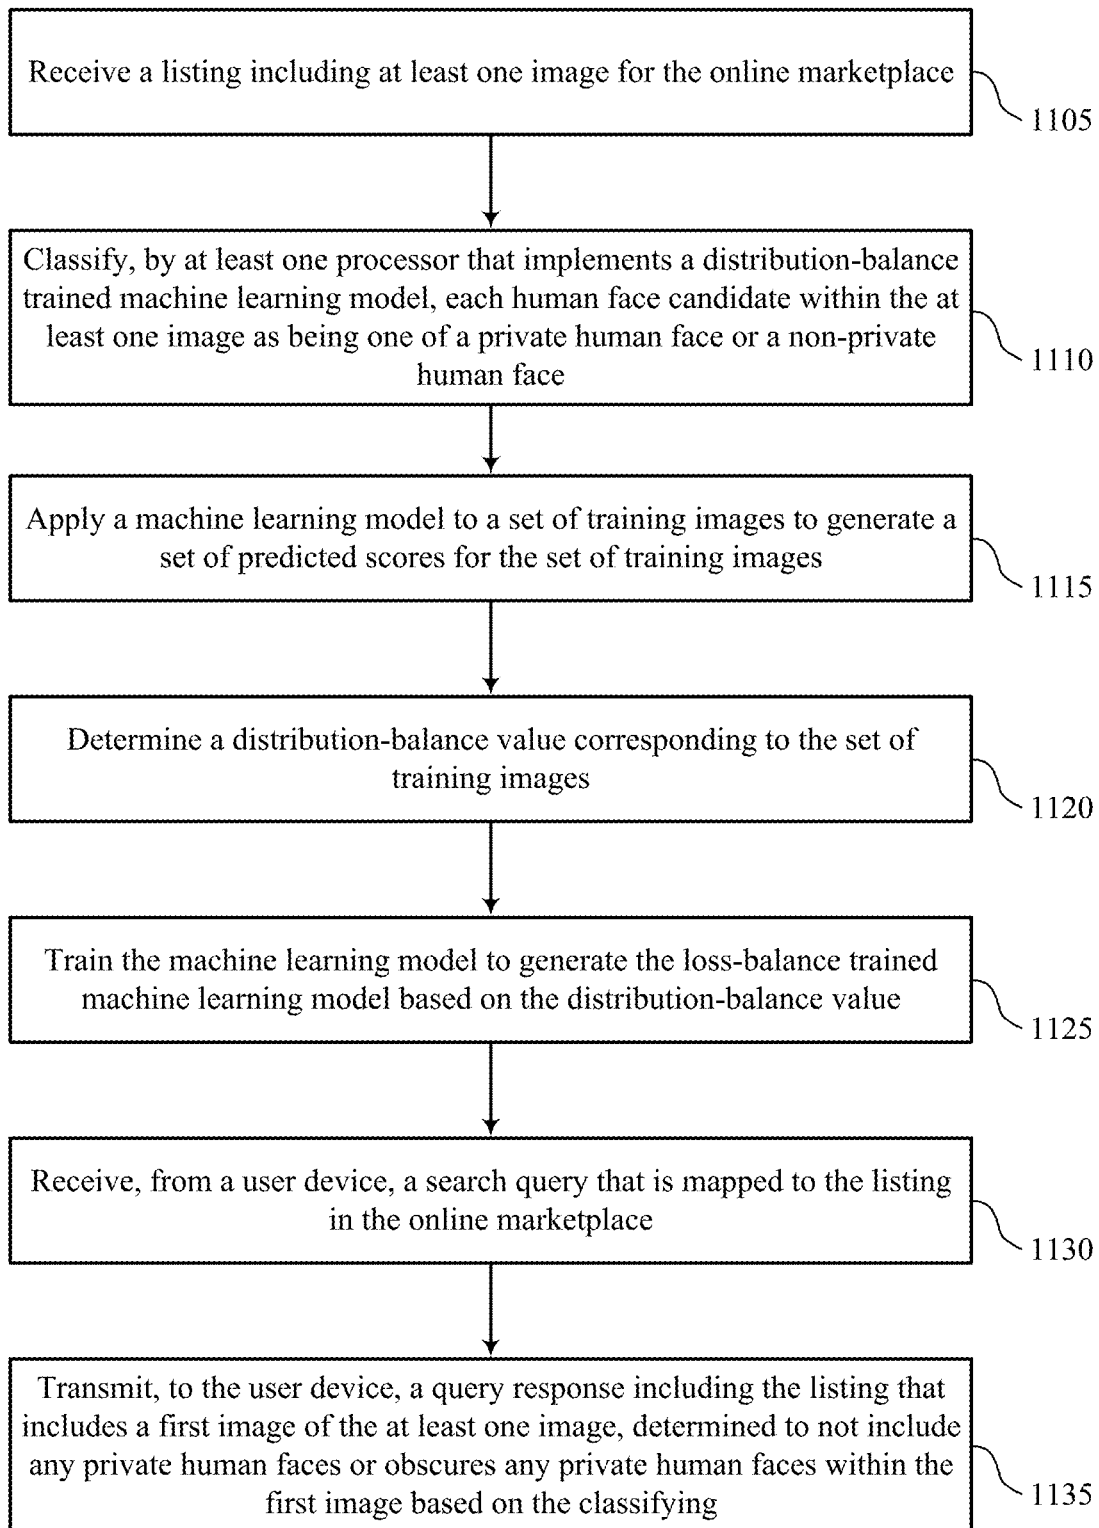 Receive a listing including at least one image for the online marketplace
1105
Classify, by at least one processor that implements a distribution-balance
trained machine learning model, each human face candidate within the at
least one image as being one of a private human face or a non-private
human face
1110
Apply a machine learning model to a set of training images to generate a
set of predicted scores for the set of training images
1115
Determine a distribution-balance value corresponding to the set of
training images
1120
Train the machine learning model to generate the loss-balance trained
machine learning model based on the distribution-balance value
1125
Receive, from a user device, a search query that is mapped to the listing
in the online marketplace
1130
Transmit, to the user device, a query response including the listing that
includes a first image of the at least one image, determined to not include
any private human faces or obscures any private human faces within the
first image based on the classifying
1135